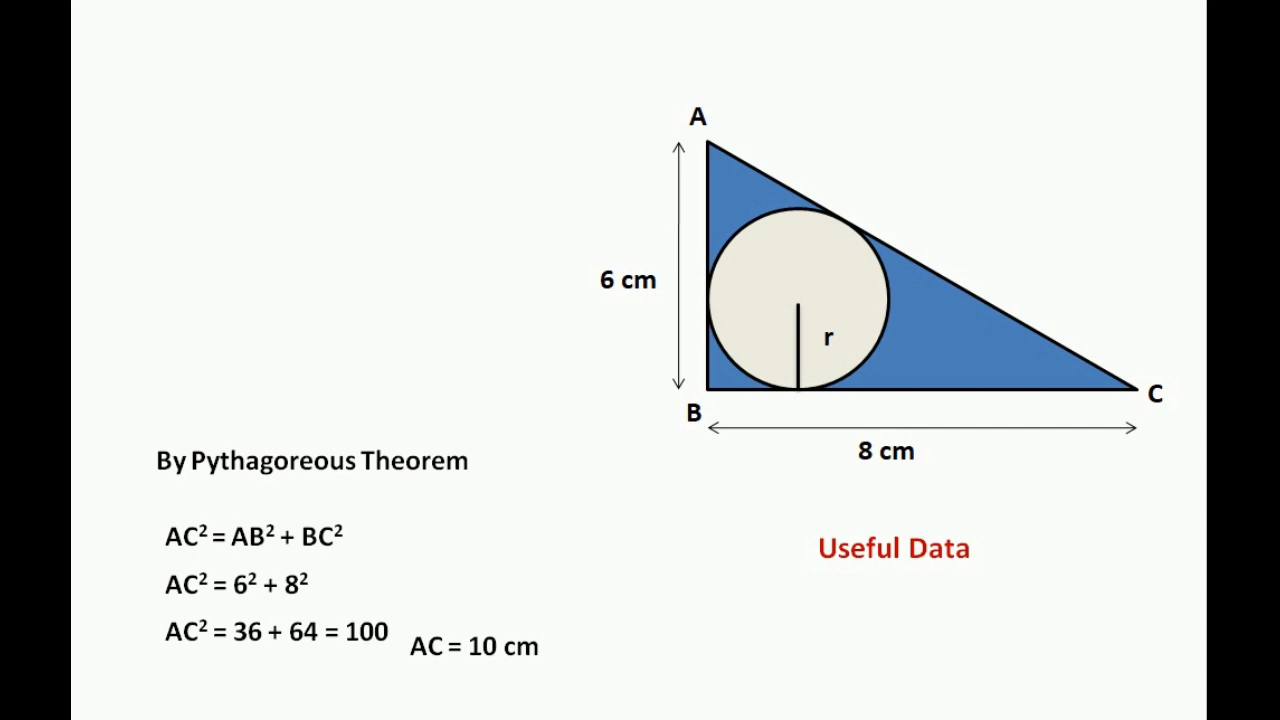 A
6 cm
r
B
C
8 cm
By Pythagoreous Theorem
AC² = AB² + BC²
Useful Data
AC² = 6² + 8²
AC² = 36 + 64 = 100
AC = 10 cm